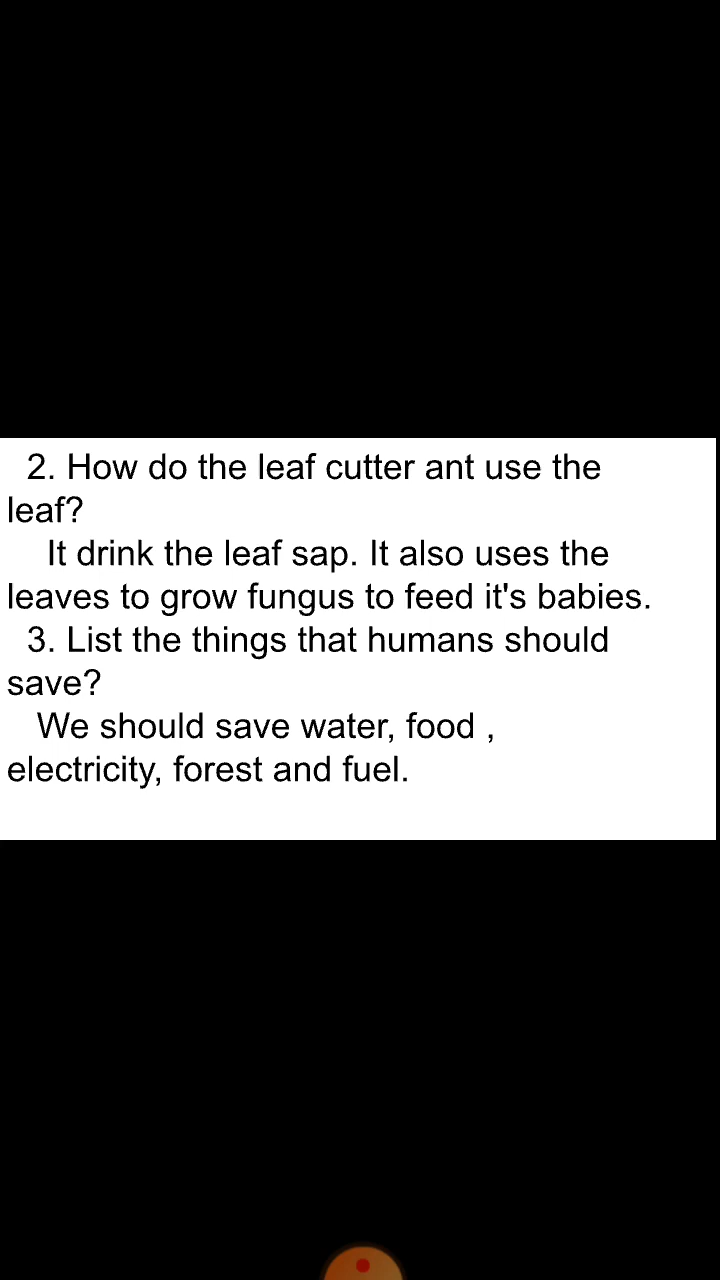 2. How do the leaf cutter ant use the
leaf?
It drink the leaf sap. It also uses the
leaves to grow fungus to feed it's babies.
3. List the things that humans should
save?
We should save water, food ,
electricity, forest and fuel.